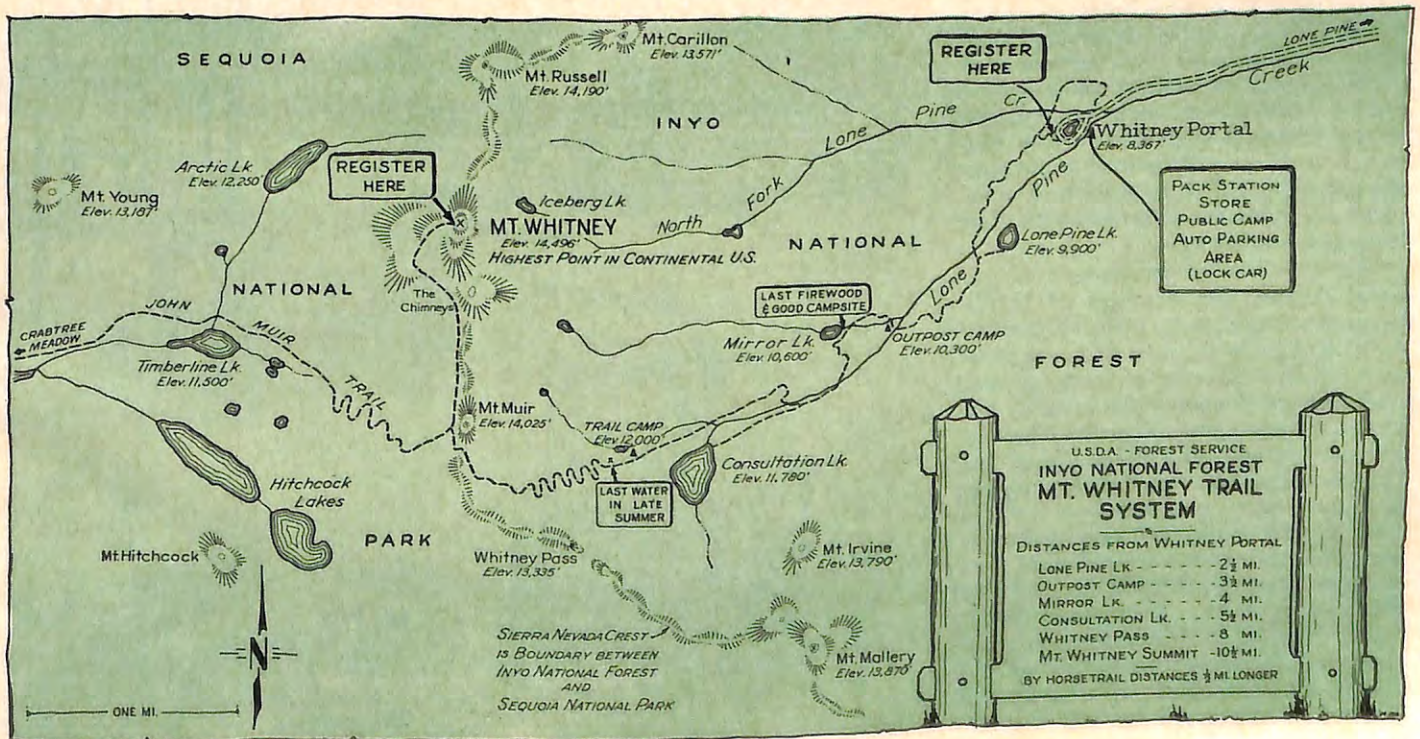 SEQUOIA
Mt. Carillon
Elev. 13,571'
Mt. Russell
Elev. 14,190'
REGISTER
HERE
LONE PINE
Creek
INYO
Lone Pine Cr
Whitney Portal
Elev. 8,367'
Arctic Lk.
Elev. 12,250'
REGISTER
HERE
Mt. Young
Elev. 13,187'
Iceberg Lk.
MT. WHITNEY
Elev. 14,496'
HIGHEST POINT IN CONTINENTAL U.S.
North Fork
NATIONAL
Lone Pine
Lone Pine Lk.
Elev. 9,900'
PACK STATION
STORE
PUBLIC CAMP
AUTO PARKING
AREA
(LOCK CAR)
NATIONAL
The
Chimneys
LAST FIREWOOD
& GOOD CAMPSITE
JOHN MUIR TRAIL
CRABTREE
MEADOW
Timberline Lk.
Elev. 11,500'
Mirror Lk.
Elev. 10,600'
OUTPOST CAMP
Elev. 10,300'
FOREST
Mt. Muir
Elev. 14,025'
TRAIL CAMP
Elev. 12,000'
Consultation Lk.
Elev. 11,780'
LAST WATER
IN LATE
SUMMER
Hitchcock
Lakes
PARK
Mt. Hitchcock
Whitney Pass
Elev. 13,335'
Mt. Irvine
Elev. 13,790'
SIERRA NEVADA CREST
IS BOUNDARY BETWEEN
INYO NATIONAL FOREST
AND
SEQUOIA NATIONAL PARK
Mt. Mallery
Elev. 13,870'
N
ONE MI.
U.S.D.A. - FOREST SERVICE
INYO NATIONAL FOREST
MT. WHITNEY TRAIL
SYSTEM
DISTANCES FROM WHITNEY PORTAL
LONE PINE LK - - - - - - 2½ MI.
OUTPOST CAMP - - - - - 3½ MI.
MIRROR LK. - - - - - - 4 MI.
CONSULTATION LK. - - - 5½ MI.
WHITNEY PASS - - - 8 MI.
MT. WHITNEY SUMMIT -10½ MI.
BY HORSETRAIL DISTANCES ½ MI. LONGER